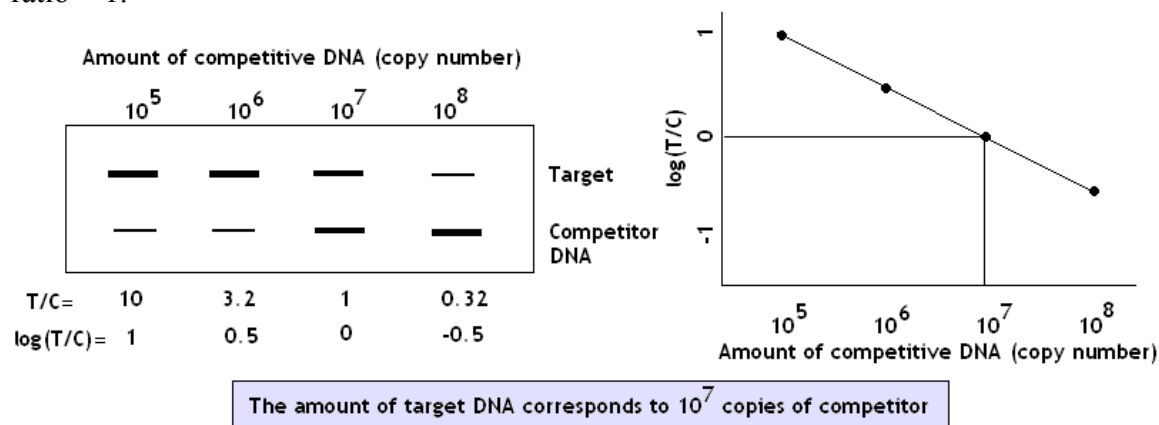 ratio = 1.
Amount of competitive DNA (copy number)
10^5 10^6 10^7 10^8
Target
Competitor
DNA
T/C= 10 3.2 1 0.32
log(T/C)= 1 0.5 0 -0.5
log(T/C)
1
0
-1
10^5 10^6 10^7 10^8
Amount of competitive DNA (copy number)
The amount of target DNA corresponds to 10^7 copies of competitor